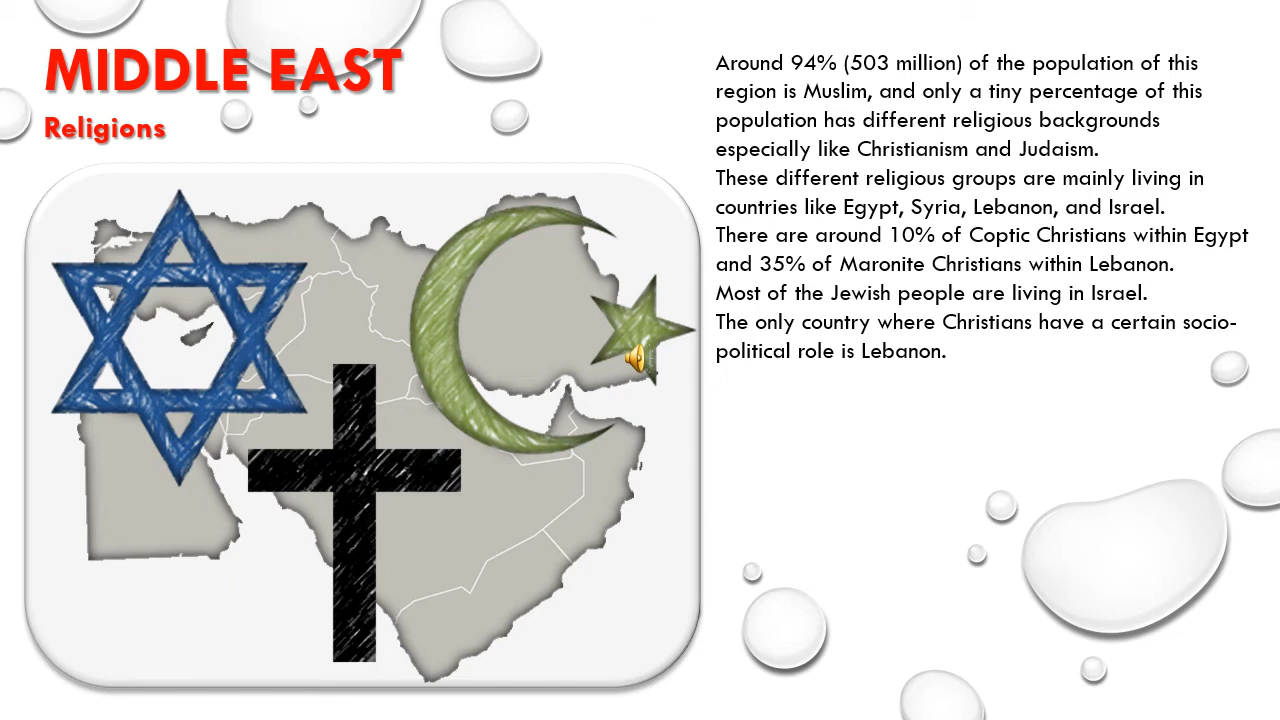 MIDDLE EAST
Religions
Around 94% (503 million) of the population of this
region is Muslim, and only a tiny percentage of this
population has different religious backgrounds
especially like Christianism and Judaism.
These different religious groups are mainly living in
countries like Egypt, Syria, Lebanon, and Israel.
There are around 10% of Coptic Christians within Egypt
and 35% of Maronite Christians within Lebanon.
Most of the Jewish people are living in Israel.
The only country where Christians have a certain socio-
political role is Lebanon.